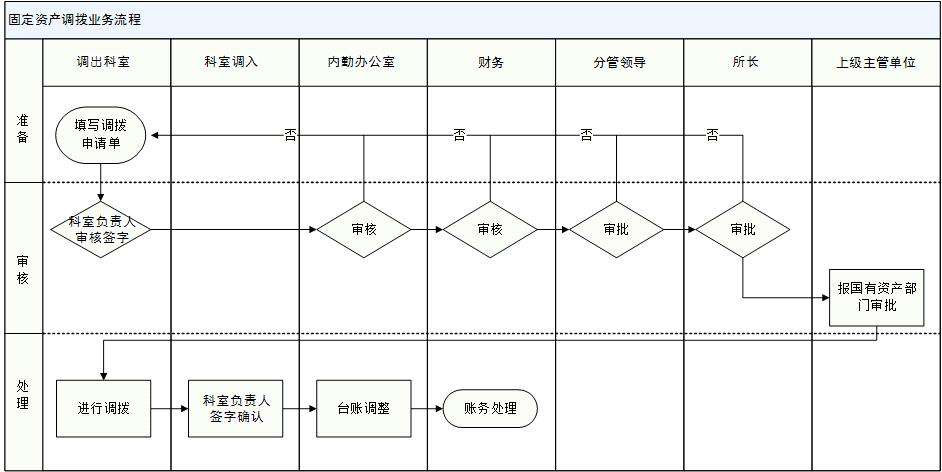 固定资产调拨业务流程
调出科室
科室调入
内勤办公室
财务
分管领导
所长
上级主管单位
准
备
填写调拨
申请单
否
否
否
否
审
核
科室负责人
审核签字
审核
审核
审批
审批
报国有资产部
门审批
处
理
进行调拨
科室负责人
签字确认
台账调整
账务处理